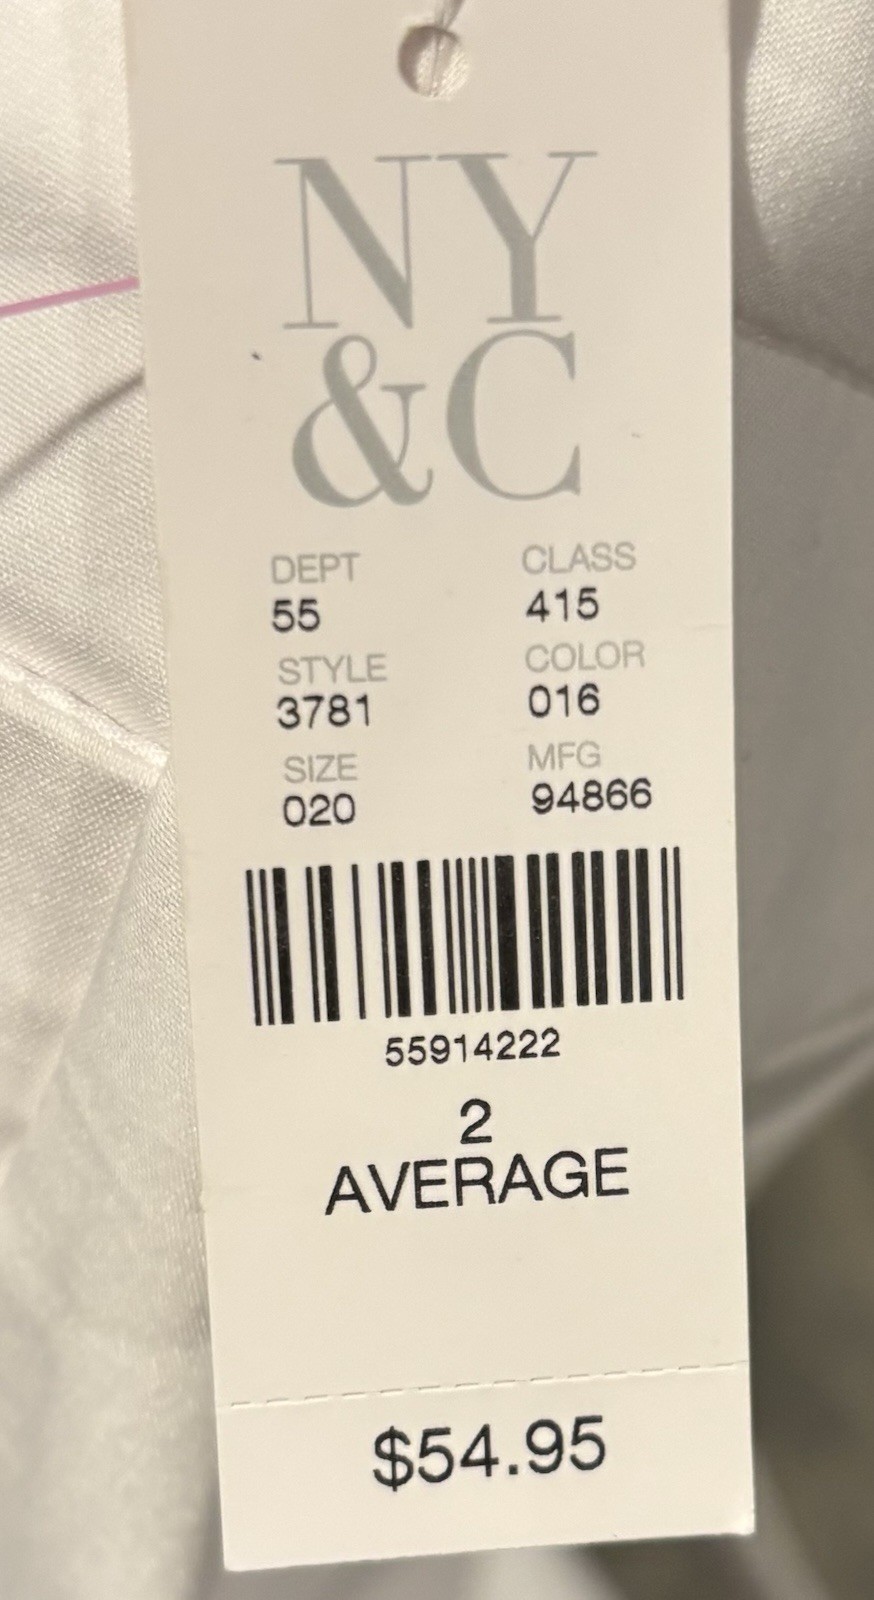 NY
&C
DEPT CLASS
55 415
STYLE COLOR
3781 016
SIZE MFG
020 94866
55914222
2
AVERAGE
$54.95